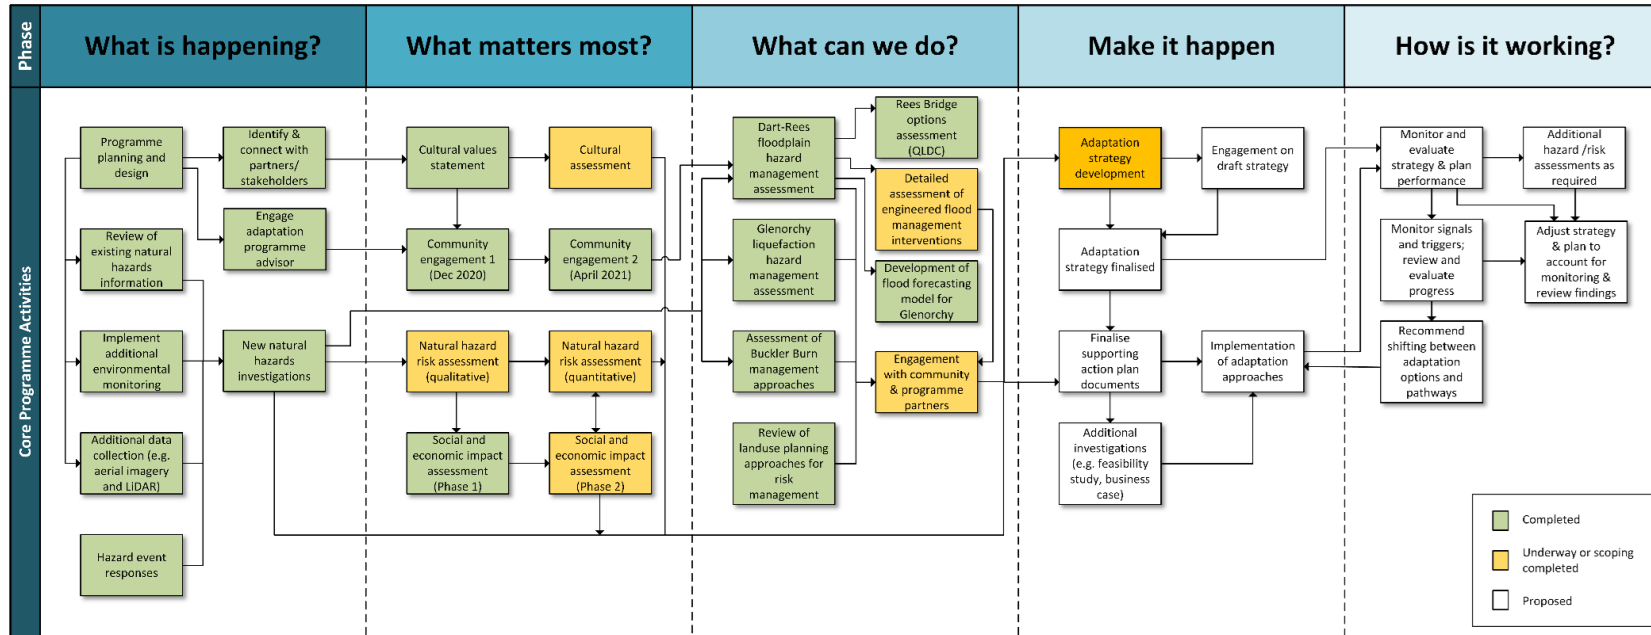 Phase
What is happening?
What matters most?
What can we do?
Make it happen
How is it working?
Core Programme Activities
Programme
planning and
design
Identify &
connect with
partners/
stakeholders
Engage
adaptation
programme
advisor
Review of
existing natural
hazards
information
Implement
additional
environmental
monitoring
New natural
hazards
investigations
Additional data
collection (e.g.
aerial imagery
and LiDAR)
Hazard event
responses
Cultural values
statement
Cultural
assessment
Community
engagement 1
(Dec 2020)
Community
engagement 2
(April 2021)
Natural hazard
risk assessment
(qualitative)
Natural hazard
risk assessment
(quantitative)
Social and
economic impact
assessment
(Phase 1)
Social and
economic impact
assessment
(Phase 2)
Dart-Rees
floodplain
hazard
management
assessment
Rees Bridge
options
assessment
(QLDC)
Detailed
assessment of
engineered flood
management
interventions
Glenorchy
liquefaction
hazard
management
assessment
Development of
flood forecasting
model for
Glenorchy
Assessment of
Buckler Burn
management
approaches
Engagement
with community
& programme
partners
Review of
landuse planning
approaches for
risk
management
Adaptation
strategy
development
Engagement on
draft strategy
Adaptation
strategy finalised
Finalise
supporting
action plan
documents
Implementation
of adaptation
approaches
Additional
investigations
(e.g. feasibility
study, business
case)
Monitor and
evaluate
strategy & plan
performance
Additional
hazard /risk
assessments as
required
Monitor signals
and triggers;
review and
evaluate
progress
Adjust strategy
& plan to
account for
monitoring &
review findings
Recommend
shifting between
adaptation
options and
pathways
Completed
Underway or scoping
completed
Proposed